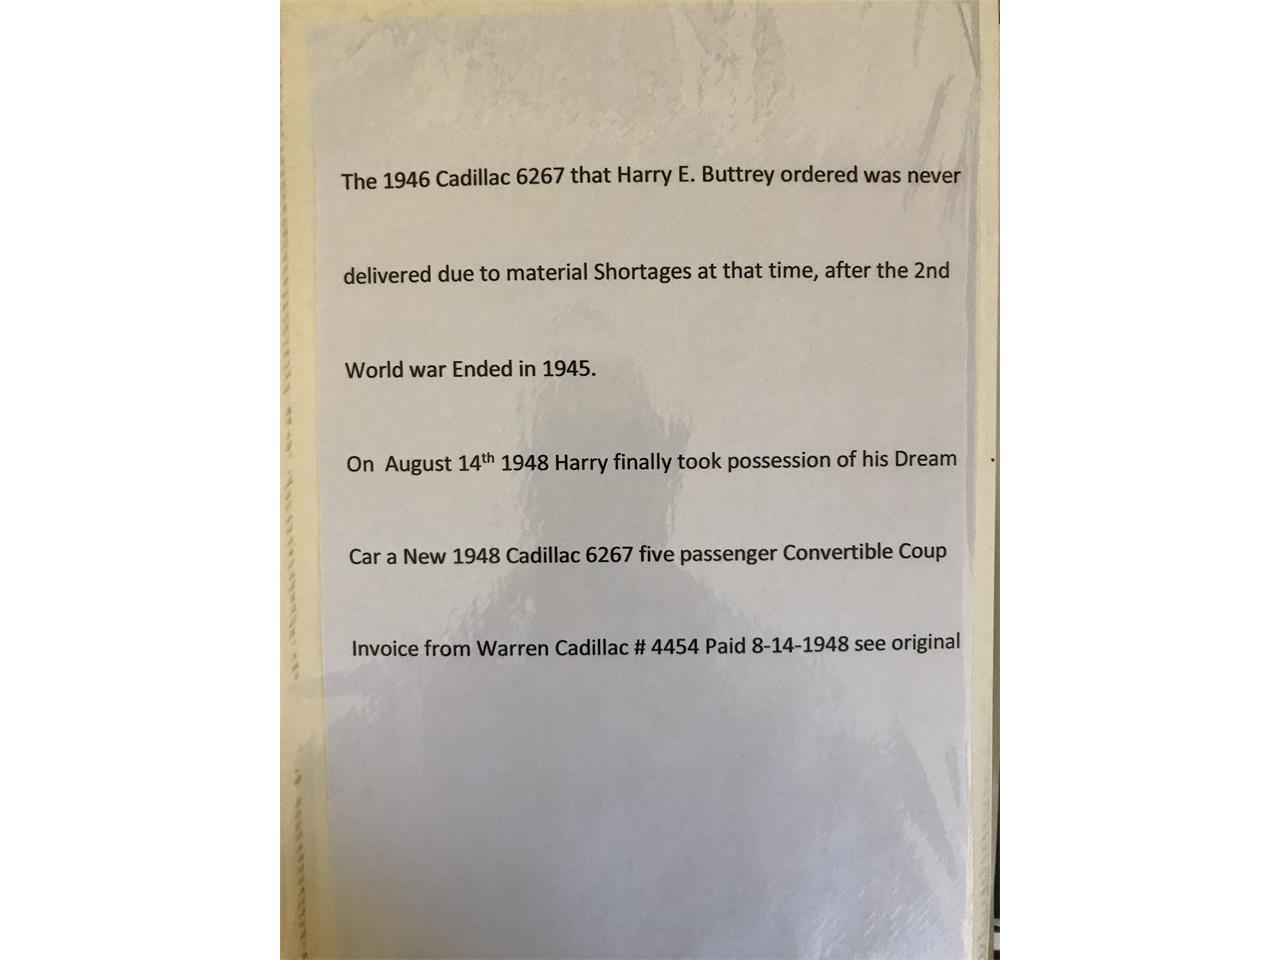 The 1946 Cadillac 6267 that Harry E. Buttrey ordered was never
delivered due to material Shortages at that time, after the 2nd
World war Ended in 1945.
On August 14th 1948 Harry finally took possession of his Dream
Car a New 1948 Cadillac 6267 five passenger Convertible Coup
Invoice from Warren Cadillac # 4454 Paid 8-14-1948 see original